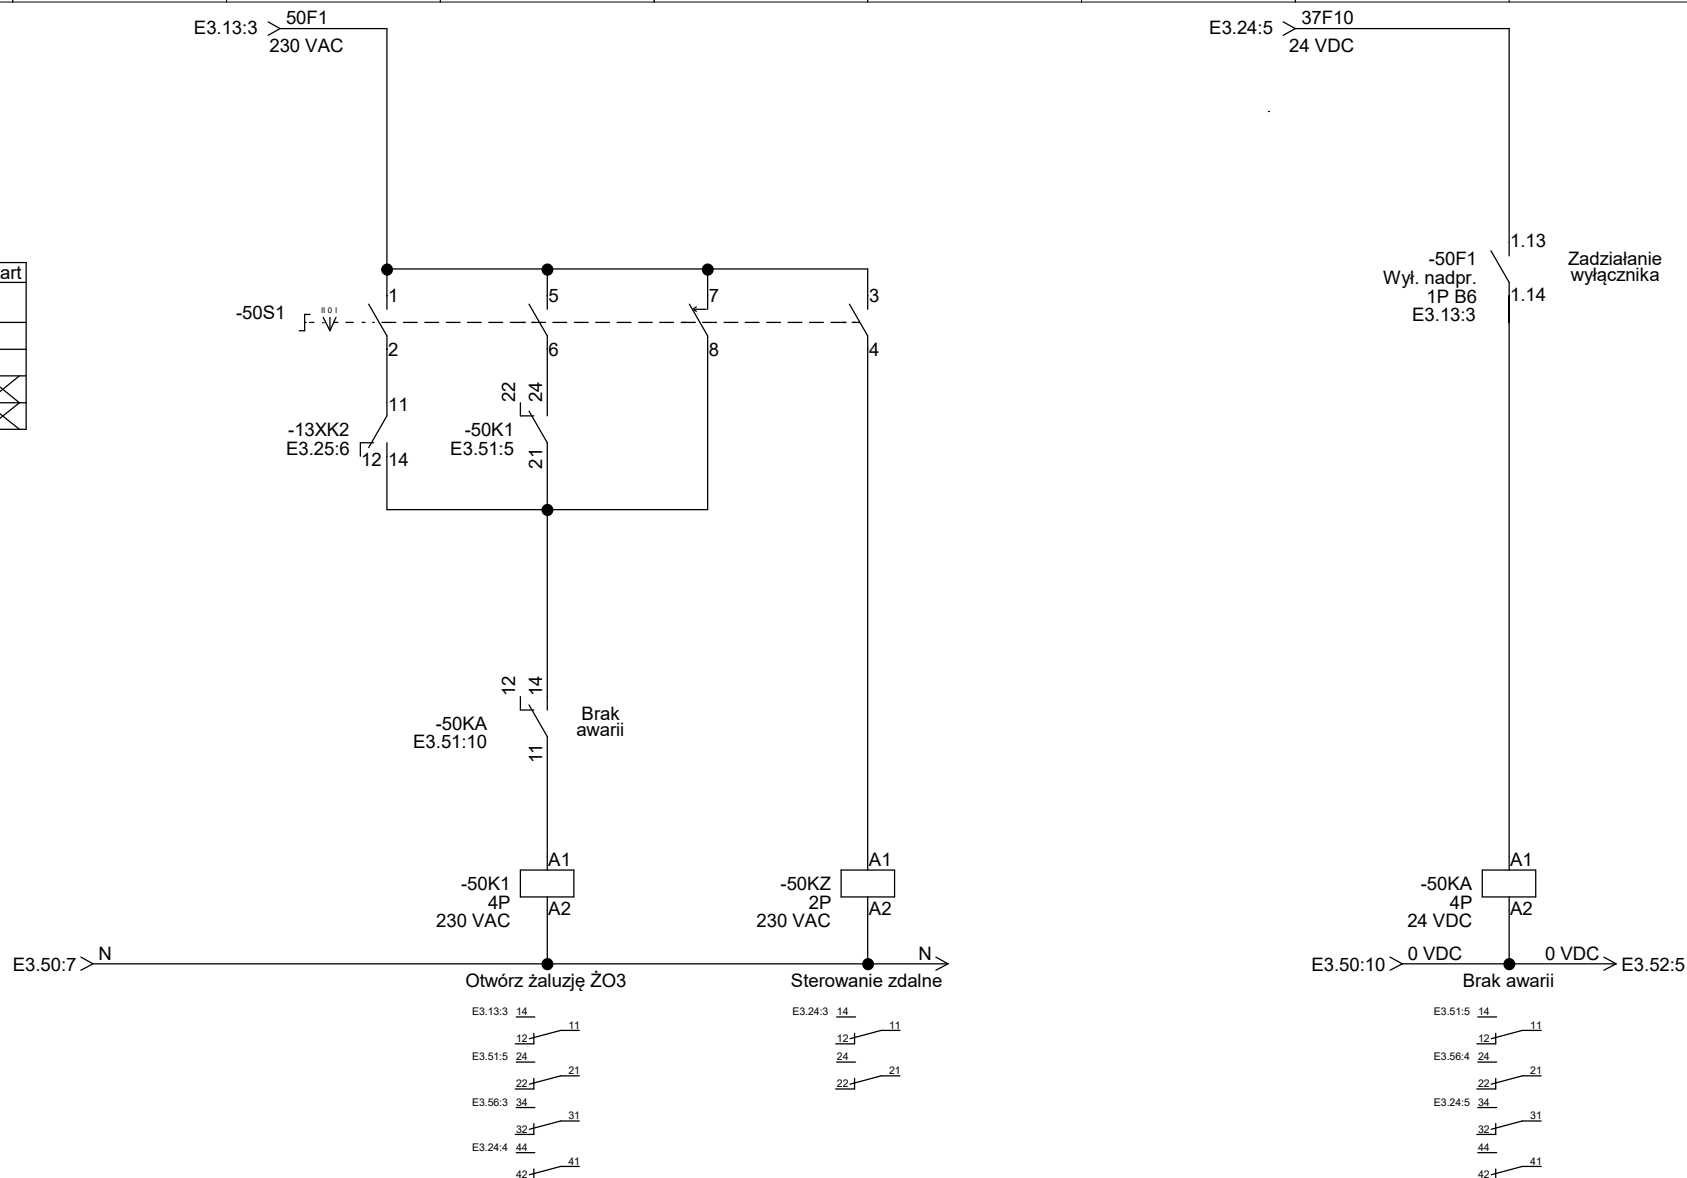 E3.13:3
50F1
230 VAC
E3.24:5
37F10
24 VDC
art
-50S1
II 0 I
1
2
5
6
7
8
3
4
-50F1
Wył. nadpr.
1P B6
E3.13:3
1.13
1.14
Zadziałanie
wyłącznika
-13XK2
E3.25:6
11
12 14
-50K1
E3.51:5
22 24
21
-50KA
E3.51:10
12 14
11
Brak
awarii
-50K1
4P
230 VAC
A1
A2
-50KZ
2P
230 VAC
A1
A2
-50KA
4P
24 VDC
A1
A2
E3.50:7
N
N
E3.50:10
0 VDC
0 VDC
E3.52:5
Otwórz żaluzję ŻO3
Sterowanie zdalne
Brak awarii
E3.13:3 14
11
12
E3.51:5 24
21
22
E3.56:3 34
31
32
E3.24:4 44
41
42
E3.24:3 14
11
12
24
21
22
E3.51:5 14
11
12
E3.56:4 24
21
22
E3.24:5 34
31
32
44
41
42